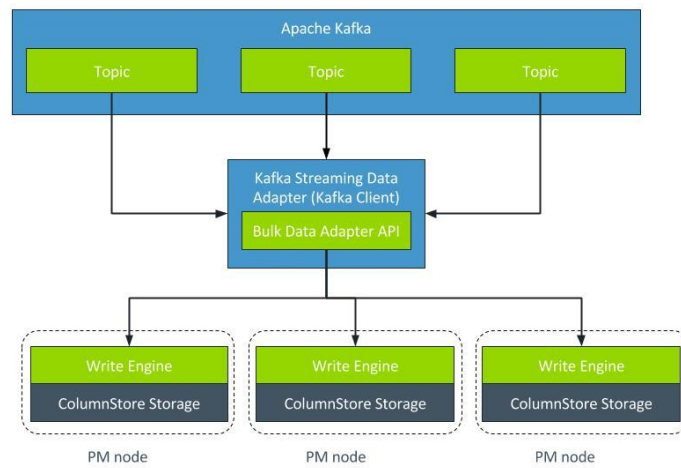 Apache Kafka
Topic
Topic
Topic
Kafka Streaming Data
Adapter (Kafka Client)
Bulk Data Adapter API
Write Engine
Write Engine
Write Engine
ColumnStore Storage
ColumnStore Storage
ColumnStore Storage
PM node
PM node
PM node